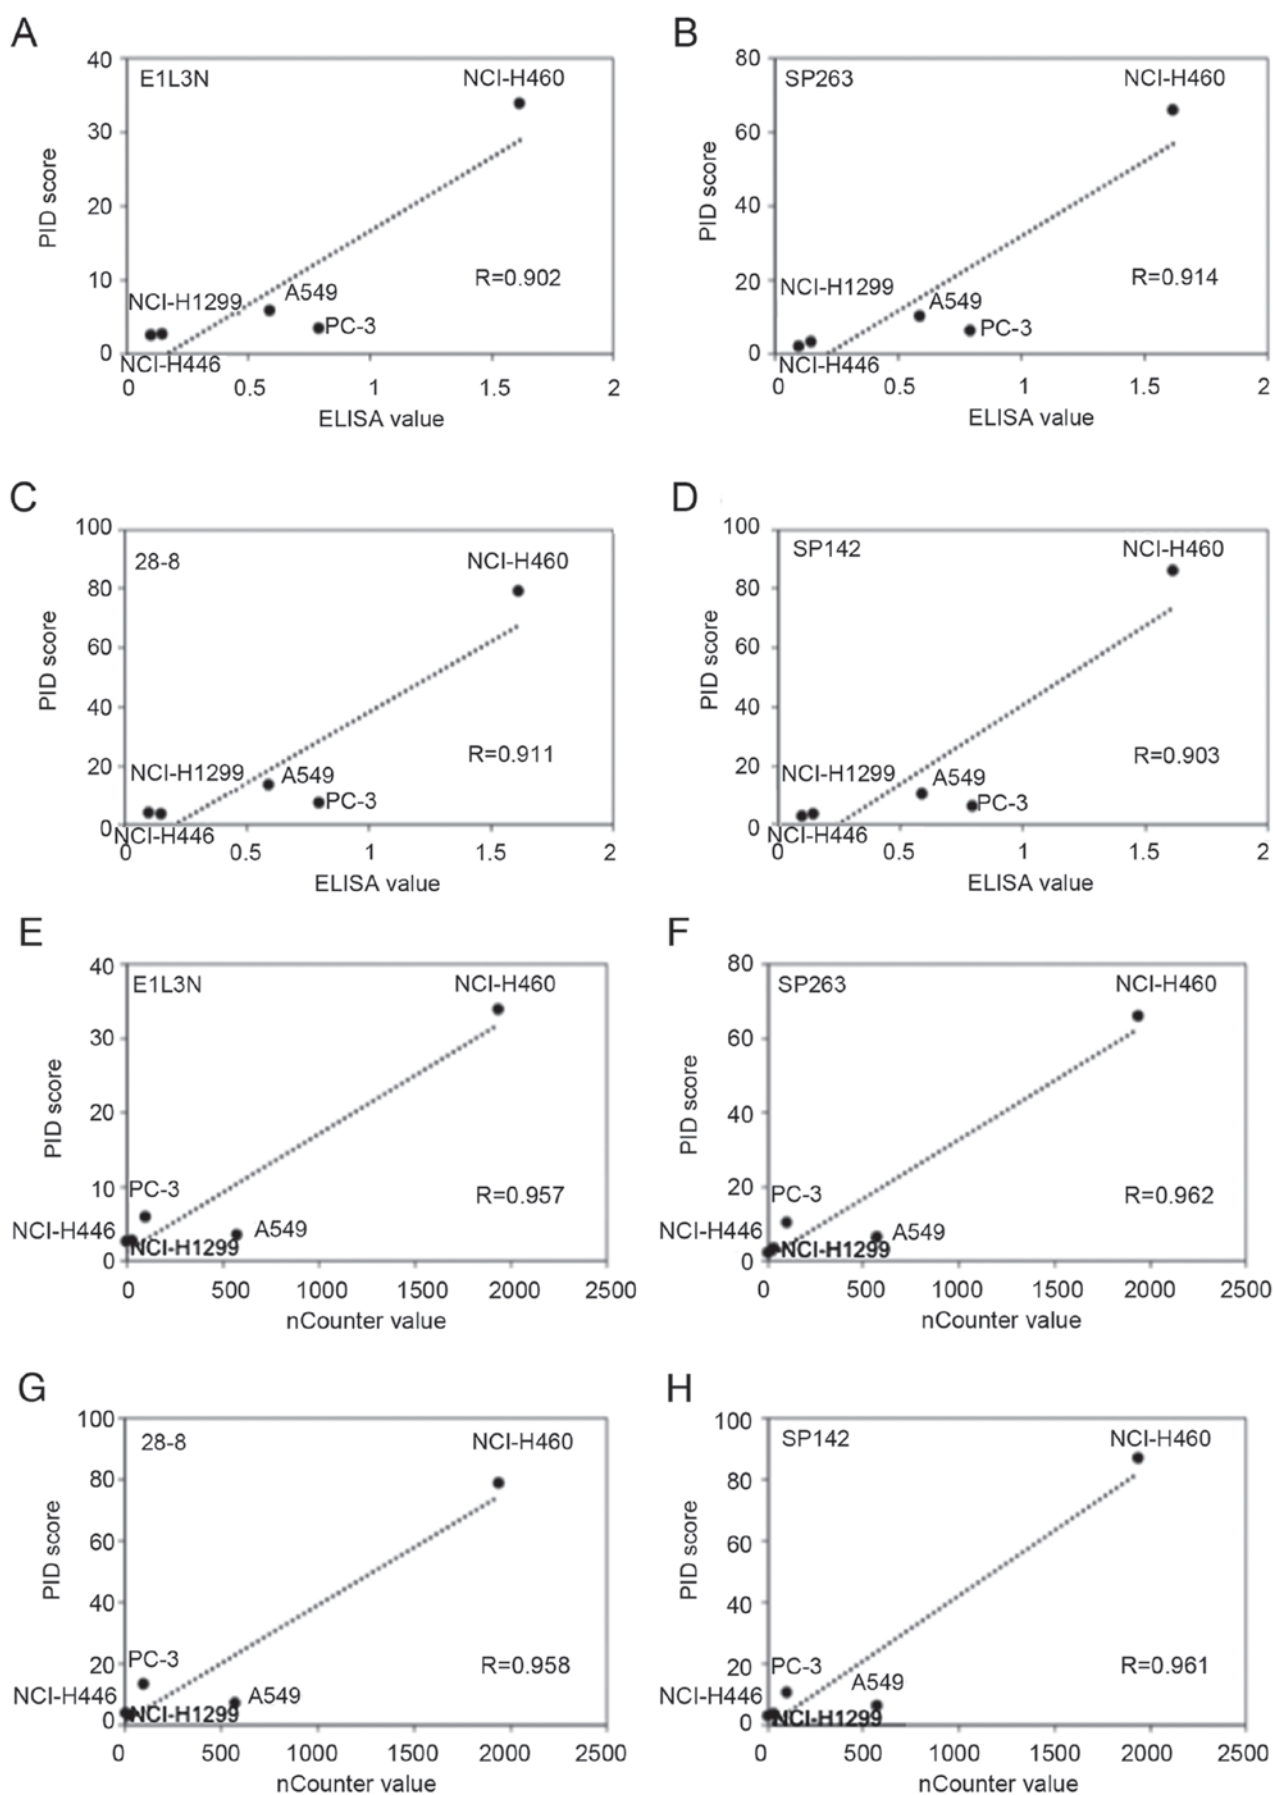 A
40
E1L3N
NCI-H460
30
PID score
20
10
R=0.902
NCI-H1299
A549
PC-3
0
NCI-H446
0 0.5 1 1.5 2
ELISA value
B
80
SP263
NCI-H460
60
PID score
40
20
R=0.914
NCI-H1299
A549
PC-3
0
NCI-H446
0 0.5 1 1.5 2
ELISA value
C
100
28-8
NCI-H460
80
60
PID score
40
20
R=0.911
NCI-H1299
A549
PC-3
0
NCI-H446
0 0.5 1 1.5 2
ELISA value
D
100
SP142
NCI-H460
80
60
PID score
40
20
R=0.903
NCI-H1299
A549
PC-3
0
NCI-H446
0 0.5 1 1.5 2
ELISA value
E
40
E1L3N
NCI-H460
30
PID score
20
10
PC-3
R=0.957
NCI-H446
A549
NCI-H1299
0
0 500 1000 1500 2000 2500
nCounter value
F
80
SP263
NCI-H460
60
PID score
40
20
PC-3
R=0.962
NCI-H446
A549
NCI-H1299
0
0 500 1000 1500 2000 2500
nCounter value
G
100
28-8
NCI-H460
80
60
PID score
40
20
PC-3
R=0.958
NCI-H446
A549
NCI-H1299
0
0 500 1000 1500 2000 2500
nCounter value
H
100
SP142
NCI-H460
80
60
PID score
40
20
PC-3
R=0.961
NCI-H446
A549
NCI-H1299
0
0 500 1000 1500 2000 2500
nCounter value